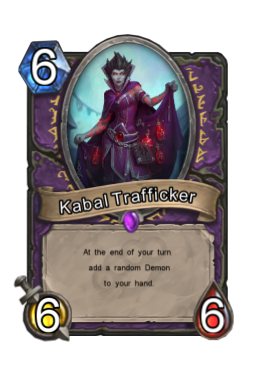 6
Kabal Trafficker
At the end of your turn
add a random Demon
to your hand.
6 6